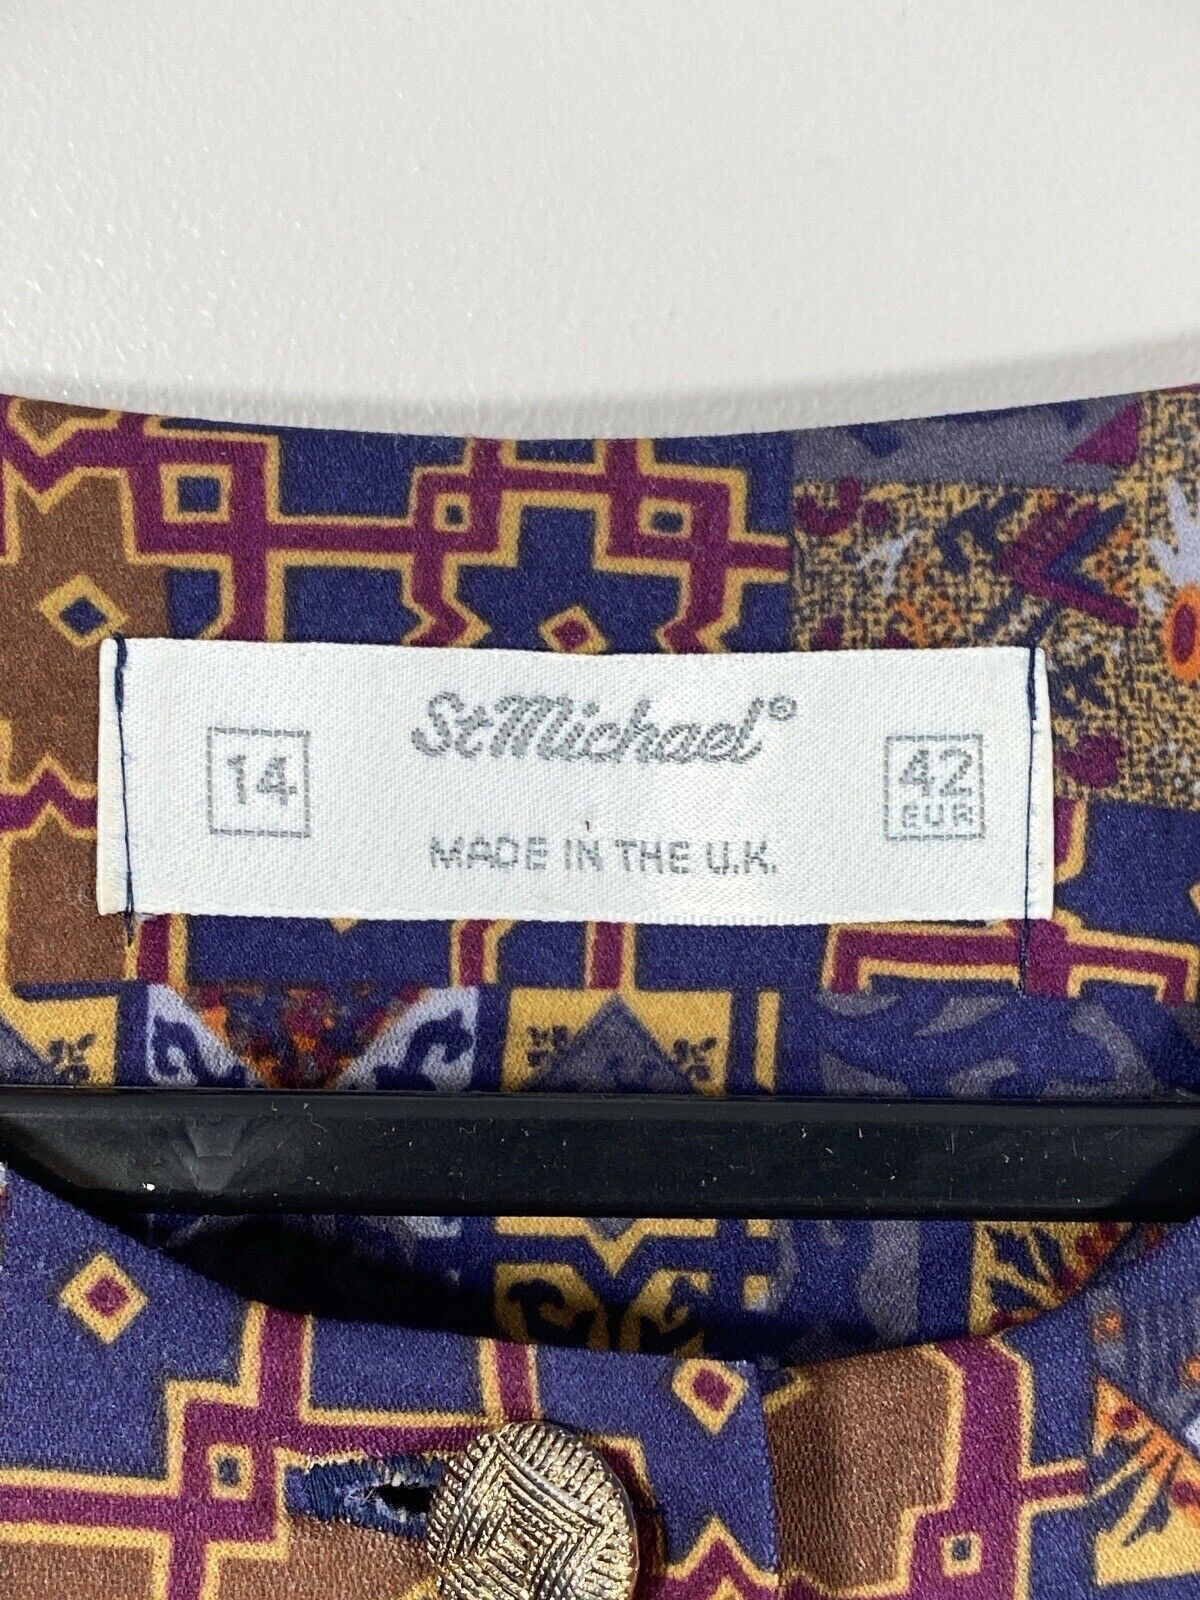 St Michael®
14
42
EUR
MADE IN THE U.K.